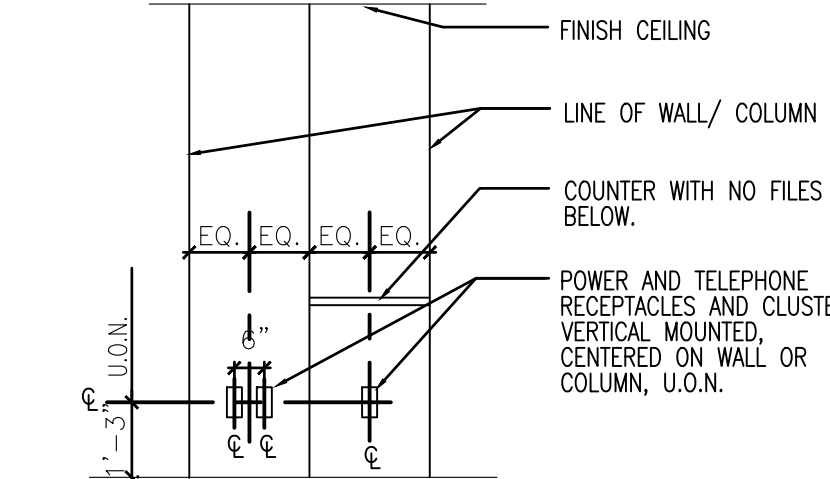 FINISH CEILING
LINE OF WALL/ COLUMN
COUNTER WITH NO FILES
BELOW.
EQ. EQ. EQ. EQ.
POWER AND TELEPHONE
RECEPTACLES AND CLUSTE
VERTICAL MOUNTED,
CENTERED ON WALL OR
COLUMN, U.O.N.
6"
1'-3" U.O.N.
℄
℄ ℄ ℄